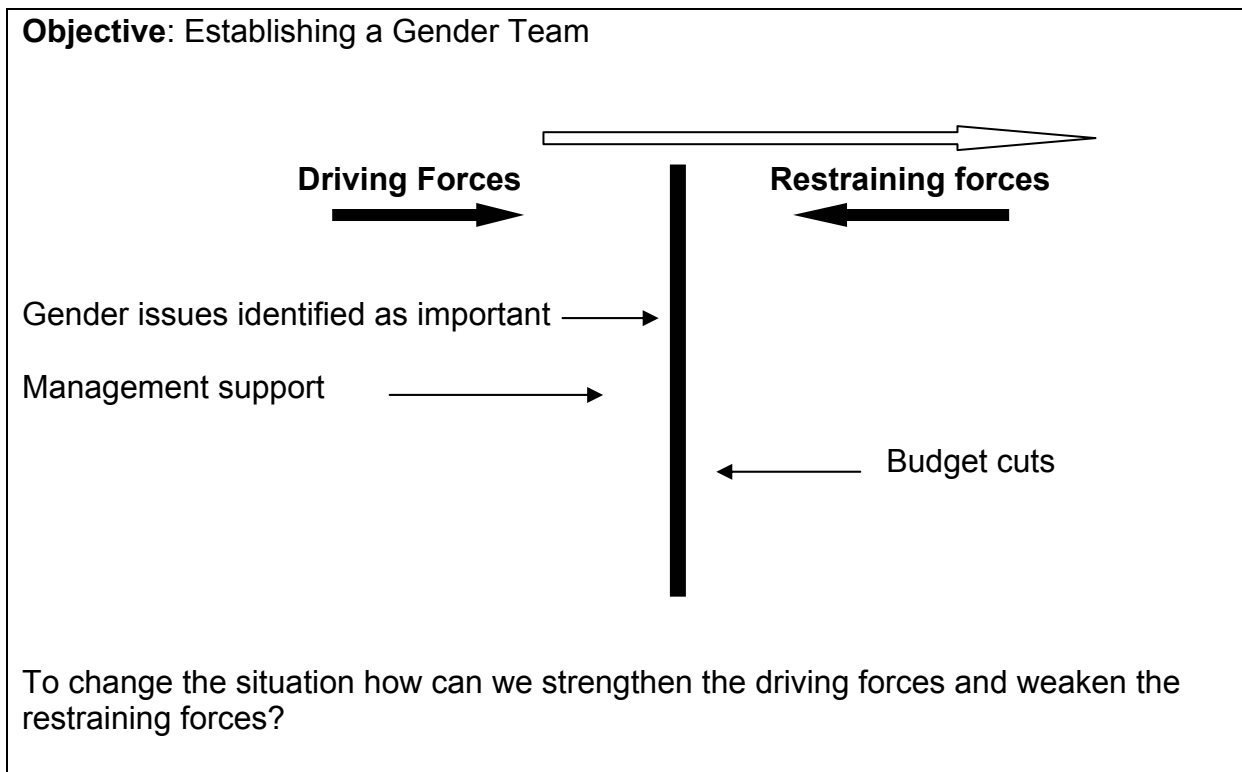 Objective: Establishing a Gender Team
Driving Forces
Restraining forces
Gender issues identified as important
Management support
Budget cuts
To change the situation how can we strengthen the driving forces and weaken the
restraining forces?